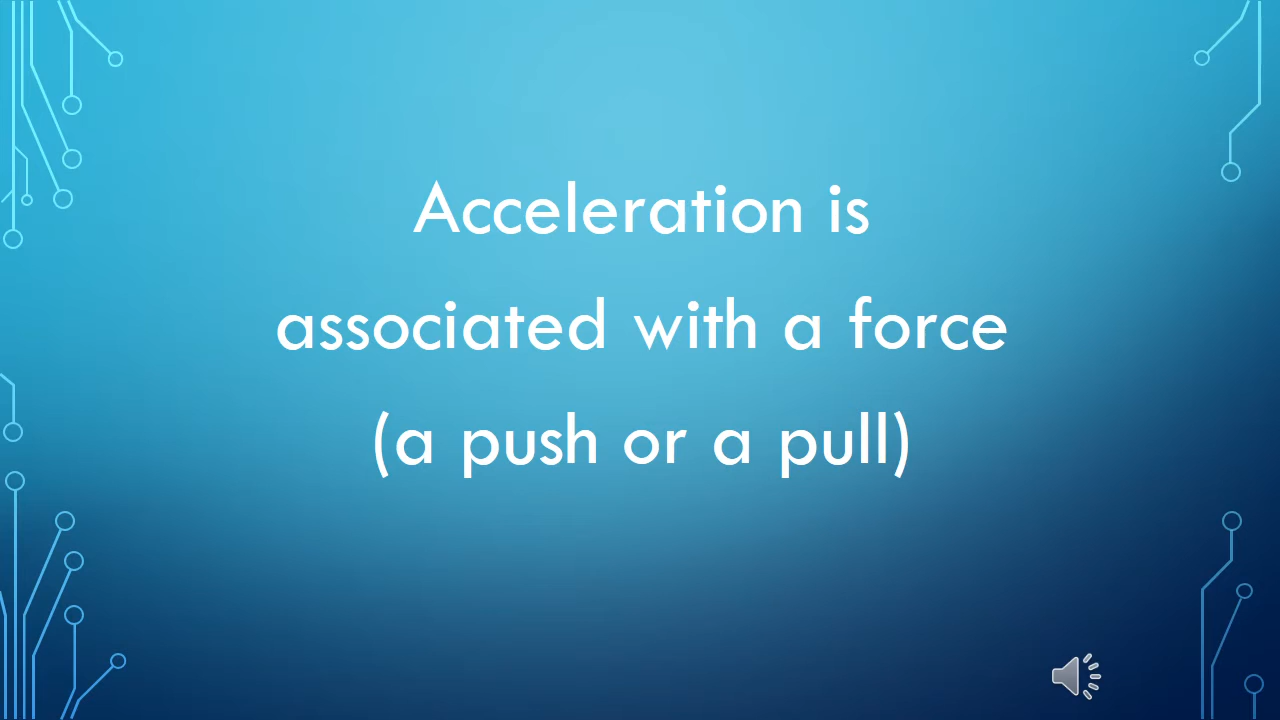 Acceleration is
associated with a force
(a push or a pull)